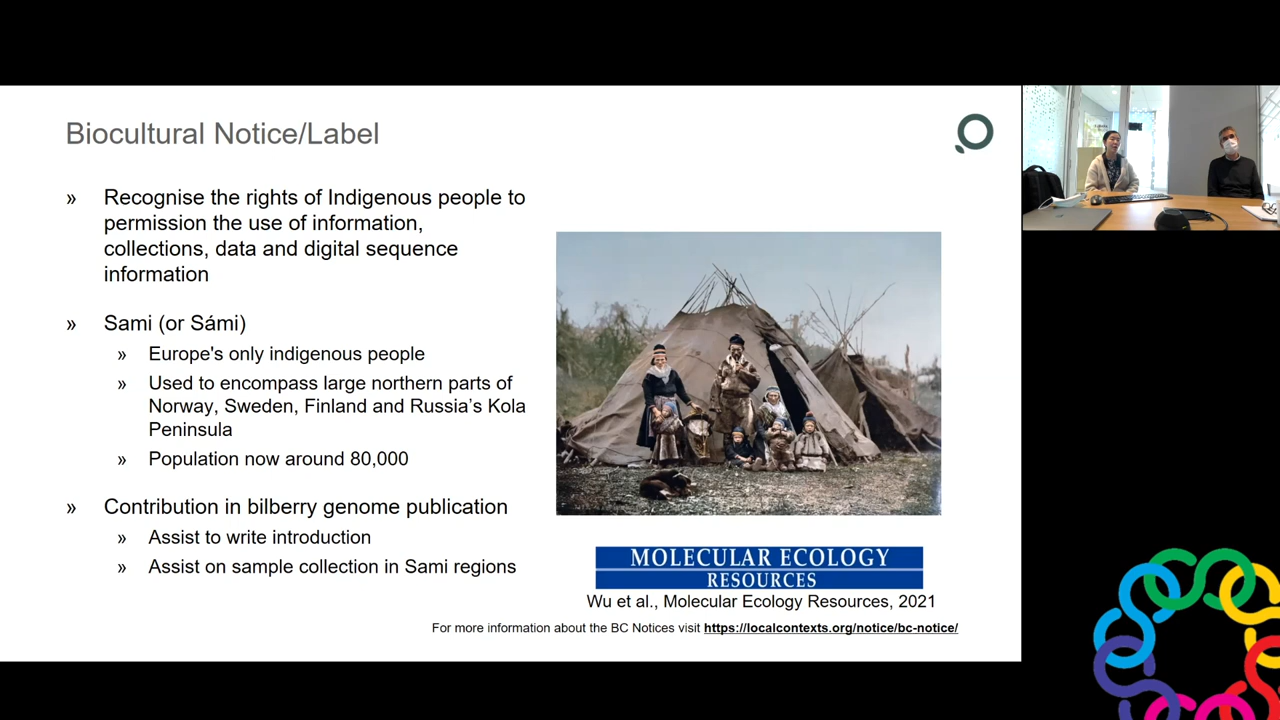 Biocultural Notice/Label
» Recognise the rights of Indigenous people to
permission the use of information,
collections, data and digital sequence
information
» Sami (or Sámi)
» Europe's only indigenous people
» Used to encompass large northern parts of
Norway, Sweden, Finland and Russia's Kola
Peninsula
» Population now around 80,000
» Contribution in bilberry genome publication
» Assist to write introduction
» Assist on sample collection in Sami regions
MOLECULAR ECOLOGY
RESOURCES
Wu et al., Molecular Ecology Resources, 2021
For more information about the BC Notices visit https://localcontexts.org/notice/bc-notice/